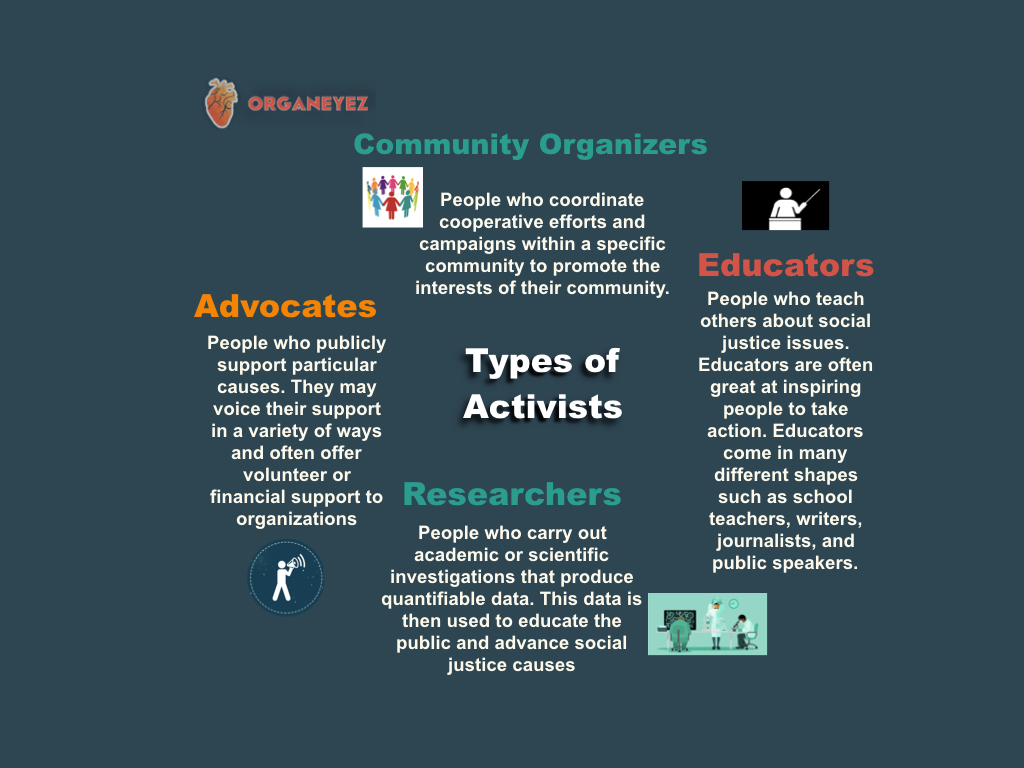 ORGANEYEZ
Community Organizers
People who coordinate
cooperative efforts and
campaigns within a specific
community to promote the
interests of their community.
Educators
People who teach
others about social
justice issues.
Educators are often
great at inspiring
people to take
action. Educators
come in many
different shapes
such as school
teachers, writers,
journalists, and
public speakers.
Advocates
People who publicly
support particular
causes. They may
voice their support
in a variety of ways
and often offer
volunteer or
financial support to
organizations
Types of
Activists
Researchers
People who carry out
academic or scientific
investigations that produce
quantifiable data. This data is
then used to educate the
public and advance social
justice causes